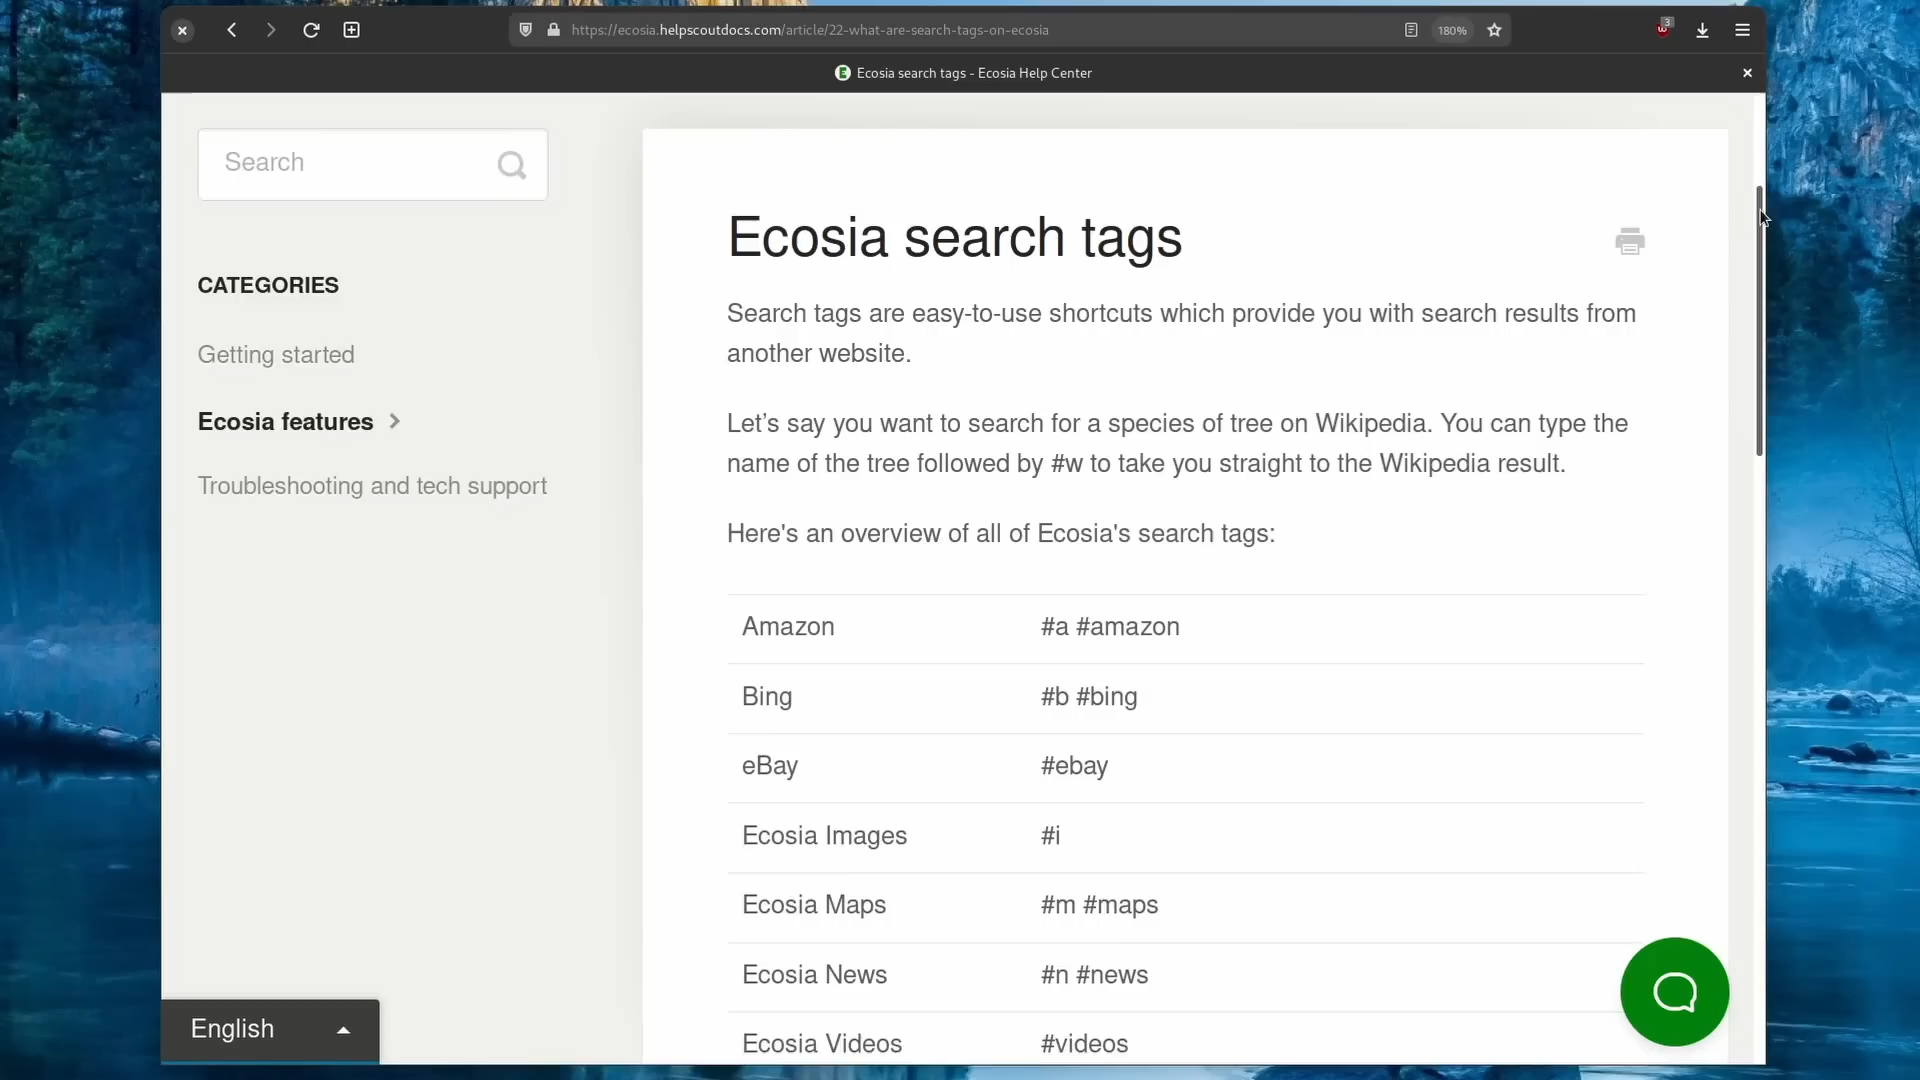 https://ecosia.helpscoutdocs.com/article/22-what-are-search-tags-on-ecosia
180%
3
Ecosia search tags - Ecosia Help Center
Search
CATEGORIES
Getting started
Ecosia features
Troubleshooting and tech support
English
Ecosia search tags
Search tags are easy-to-use shortcuts which provide you with search results from
another website.
Let’s say you want to search for a species of tree on Wikipedia. You can type the
name of the tree followed by #w to take you straight to the Wikipedia result.
Here's an overview of all of Ecosia's search tags:
Amazon #a #amazon
Bing #b #bing
eBay #ebay
Ecosia Images #i
Ecosia Maps #m #maps
Ecosia News #n #news
Ecosia Videos #videos